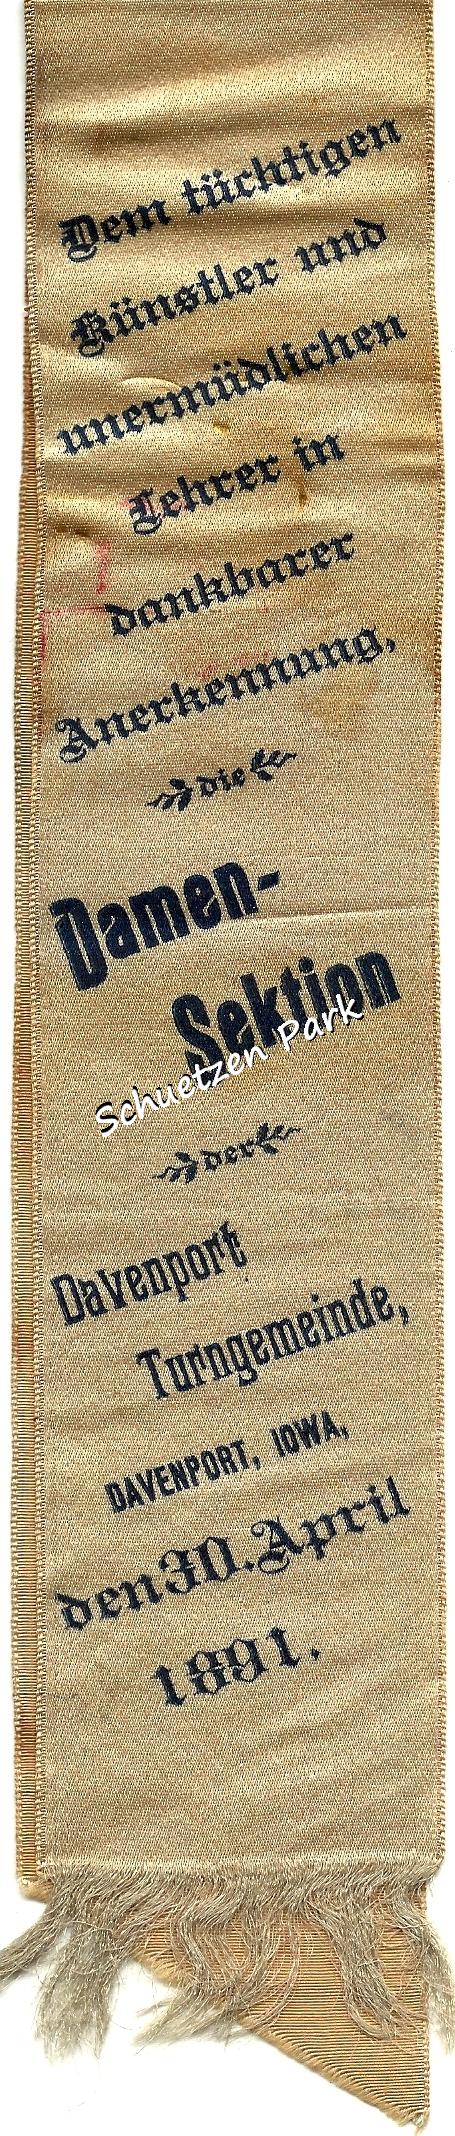 Dem tüchtigen
Künstler und
unermüdlichen
Lehrer in
dankbarer
Anerkennung,
die
Damen-
Sektion
Schuetzen Park
der
Davenport
Turngemeinde,
DAVENPORT, IOWA,
den 30. April
1891.